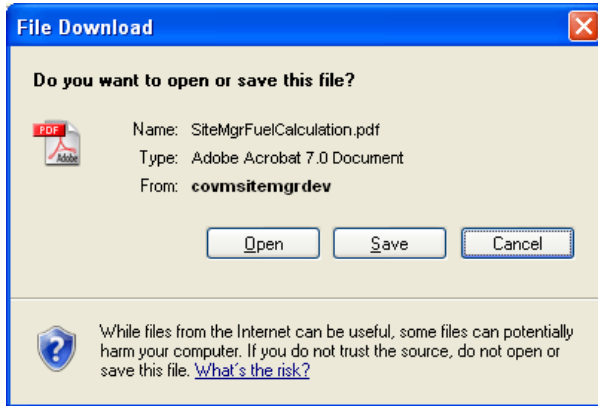 File Download
Do you want to open or save this file?
PDF
Adobe
Name: SiteMgrFuelCalculation.pdf
Type: Adobe Acrobat 7.0 Document
From: covmsitemgrdev
Open Save Cancel
?
While files from the Internet can be useful, some files can potentially
harm your computer. If you do not trust the source, do not open or
save this file. What's the risk?